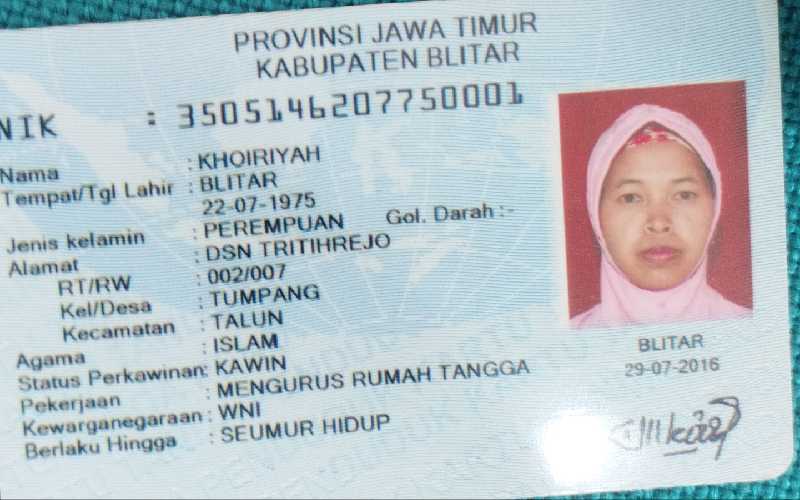 PROVINSI JAWA TIMUR
KABUPATEN BLITAR
NIK : 3505146207750001
Nama : KHOIRIYAH
Tempat/Tgl Lahir : BLITAR
22-07-1975
Jenis kelamin : PEREMPUAN Gol. Darah :-
Alamat : DSN TRITIHREJO
RT/RW : 002/007
Kel/Desa : TUMPANG
Kecamatan : TALUN
Agama : ISLAM
Status Perkawinan: KAWIN
Pekerjaan : MENGURUS RUMAH TANGGA
Kewarganegaraan : WNI
Berlaku Hingga : SEUMUR HIDUP
BLITAR
29-07-2016